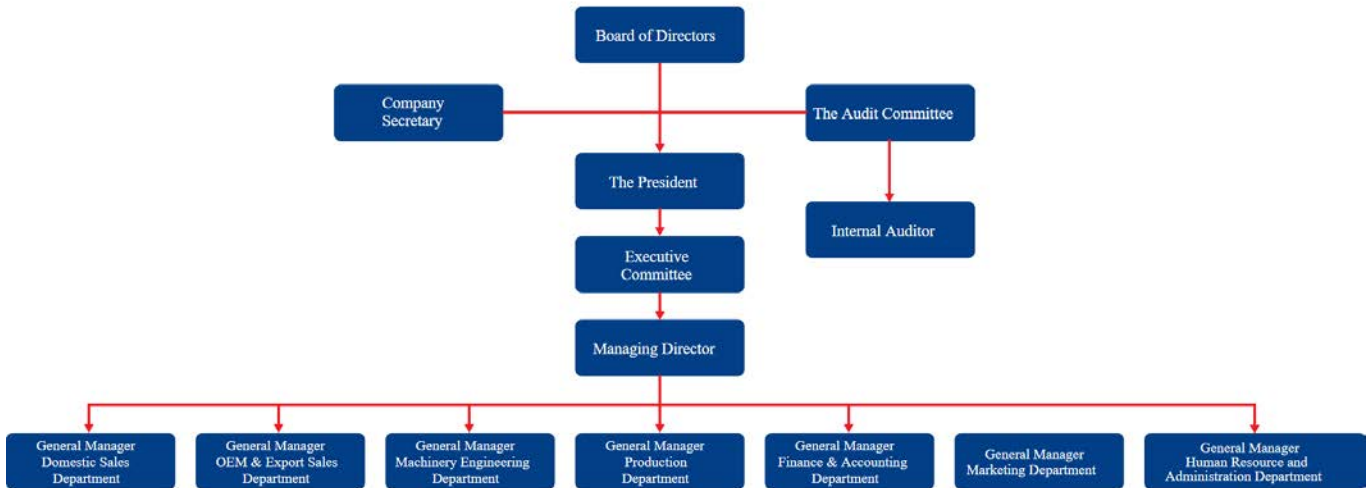 Board of Directors
Company
Secretary
The Audit Committee
The President
Internal Auditor
Executive
Committee
Managing Director
General Manager
Domestic Sales
Department
General Manager
OEM & Export Sales
Department
General Manager
Machinery Engineering
Department
General Manager
Production
Department
General Manager
Finance & Accounting
Department
General Manager
Marketing Department
General Manager
Human Resource and
Administration Department